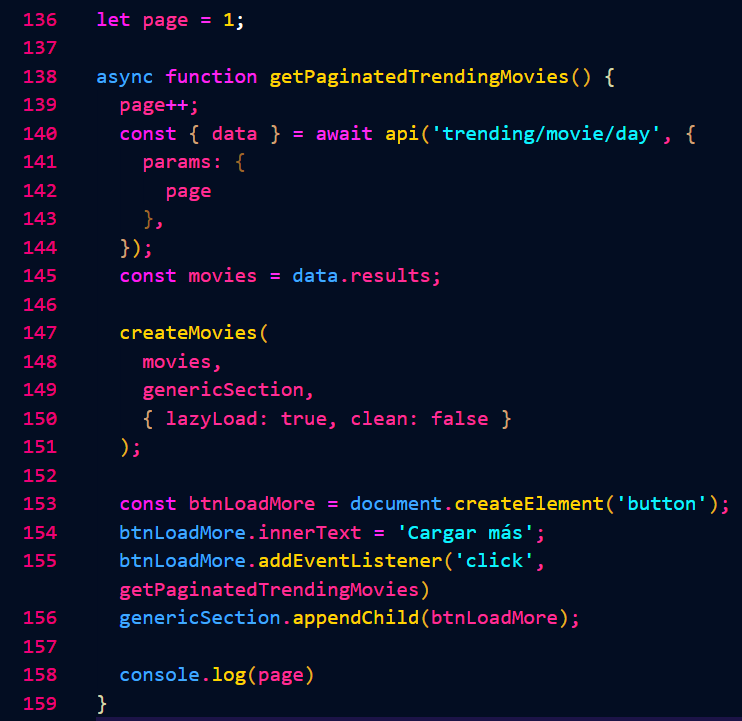 136 let page = 1;
137
138 async function getPaginatedTrendingMovies() {
139 page++;
140 const { data } = await api('trending/movie/day', {
141 params: {
142 page
143 },
144 });
145 const movies = data.results;
146
147 createMovies(
148 movies,
149 genericSection,
150 { lazyLoad: true, clean: false }
151 );
152
153 const btnLoadMore = document.createElement('button');
154 btnLoadMore.innerText = 'Cargar más';
155 btnLoadMore.addEventListener('click',
getPaginatedTrendingMovies)
156 genericSection.appendChild(btnLoadMore);
157
158 console.log(page)
159 }